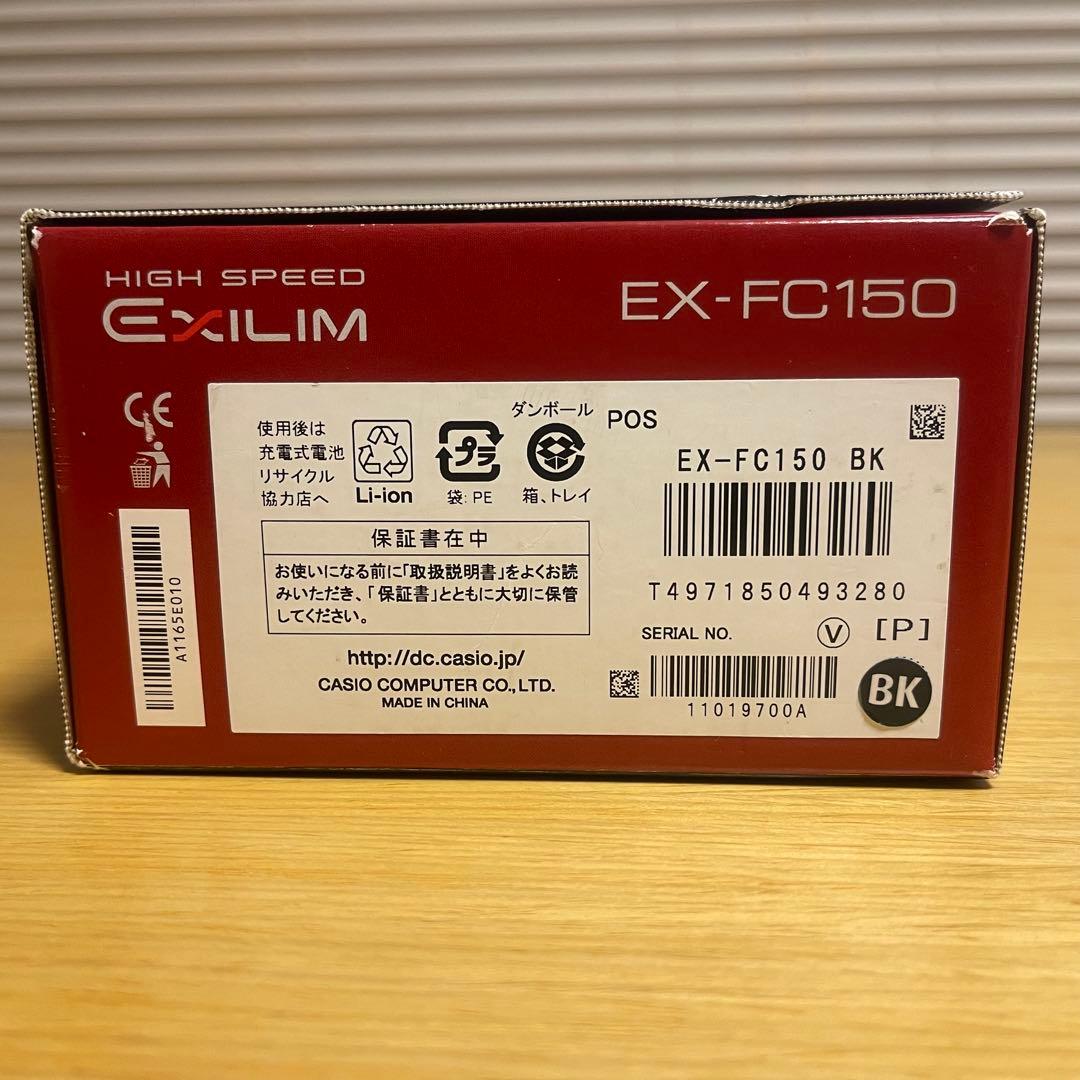 HIGH SPEED
EXILIM
EX-FC150
CE
A1165E010
使用後は
充電式電池
リサイクル
協力店へ
Li-ion
プラ
袋:PE
ダンボール
箱、トレイ
保証書在中
お使いになる前に「取扱説明書」をよくお読
みいただき、「保証書」とともに大切に保管
してください。
http://dc.casio.jp/
CASIO COMPUTER CO.,LTD.
MADE IN CHINA
POS
EX-FC150 BK
T4971850493280
SERIAL NO.
V [P]
11019700A
BK